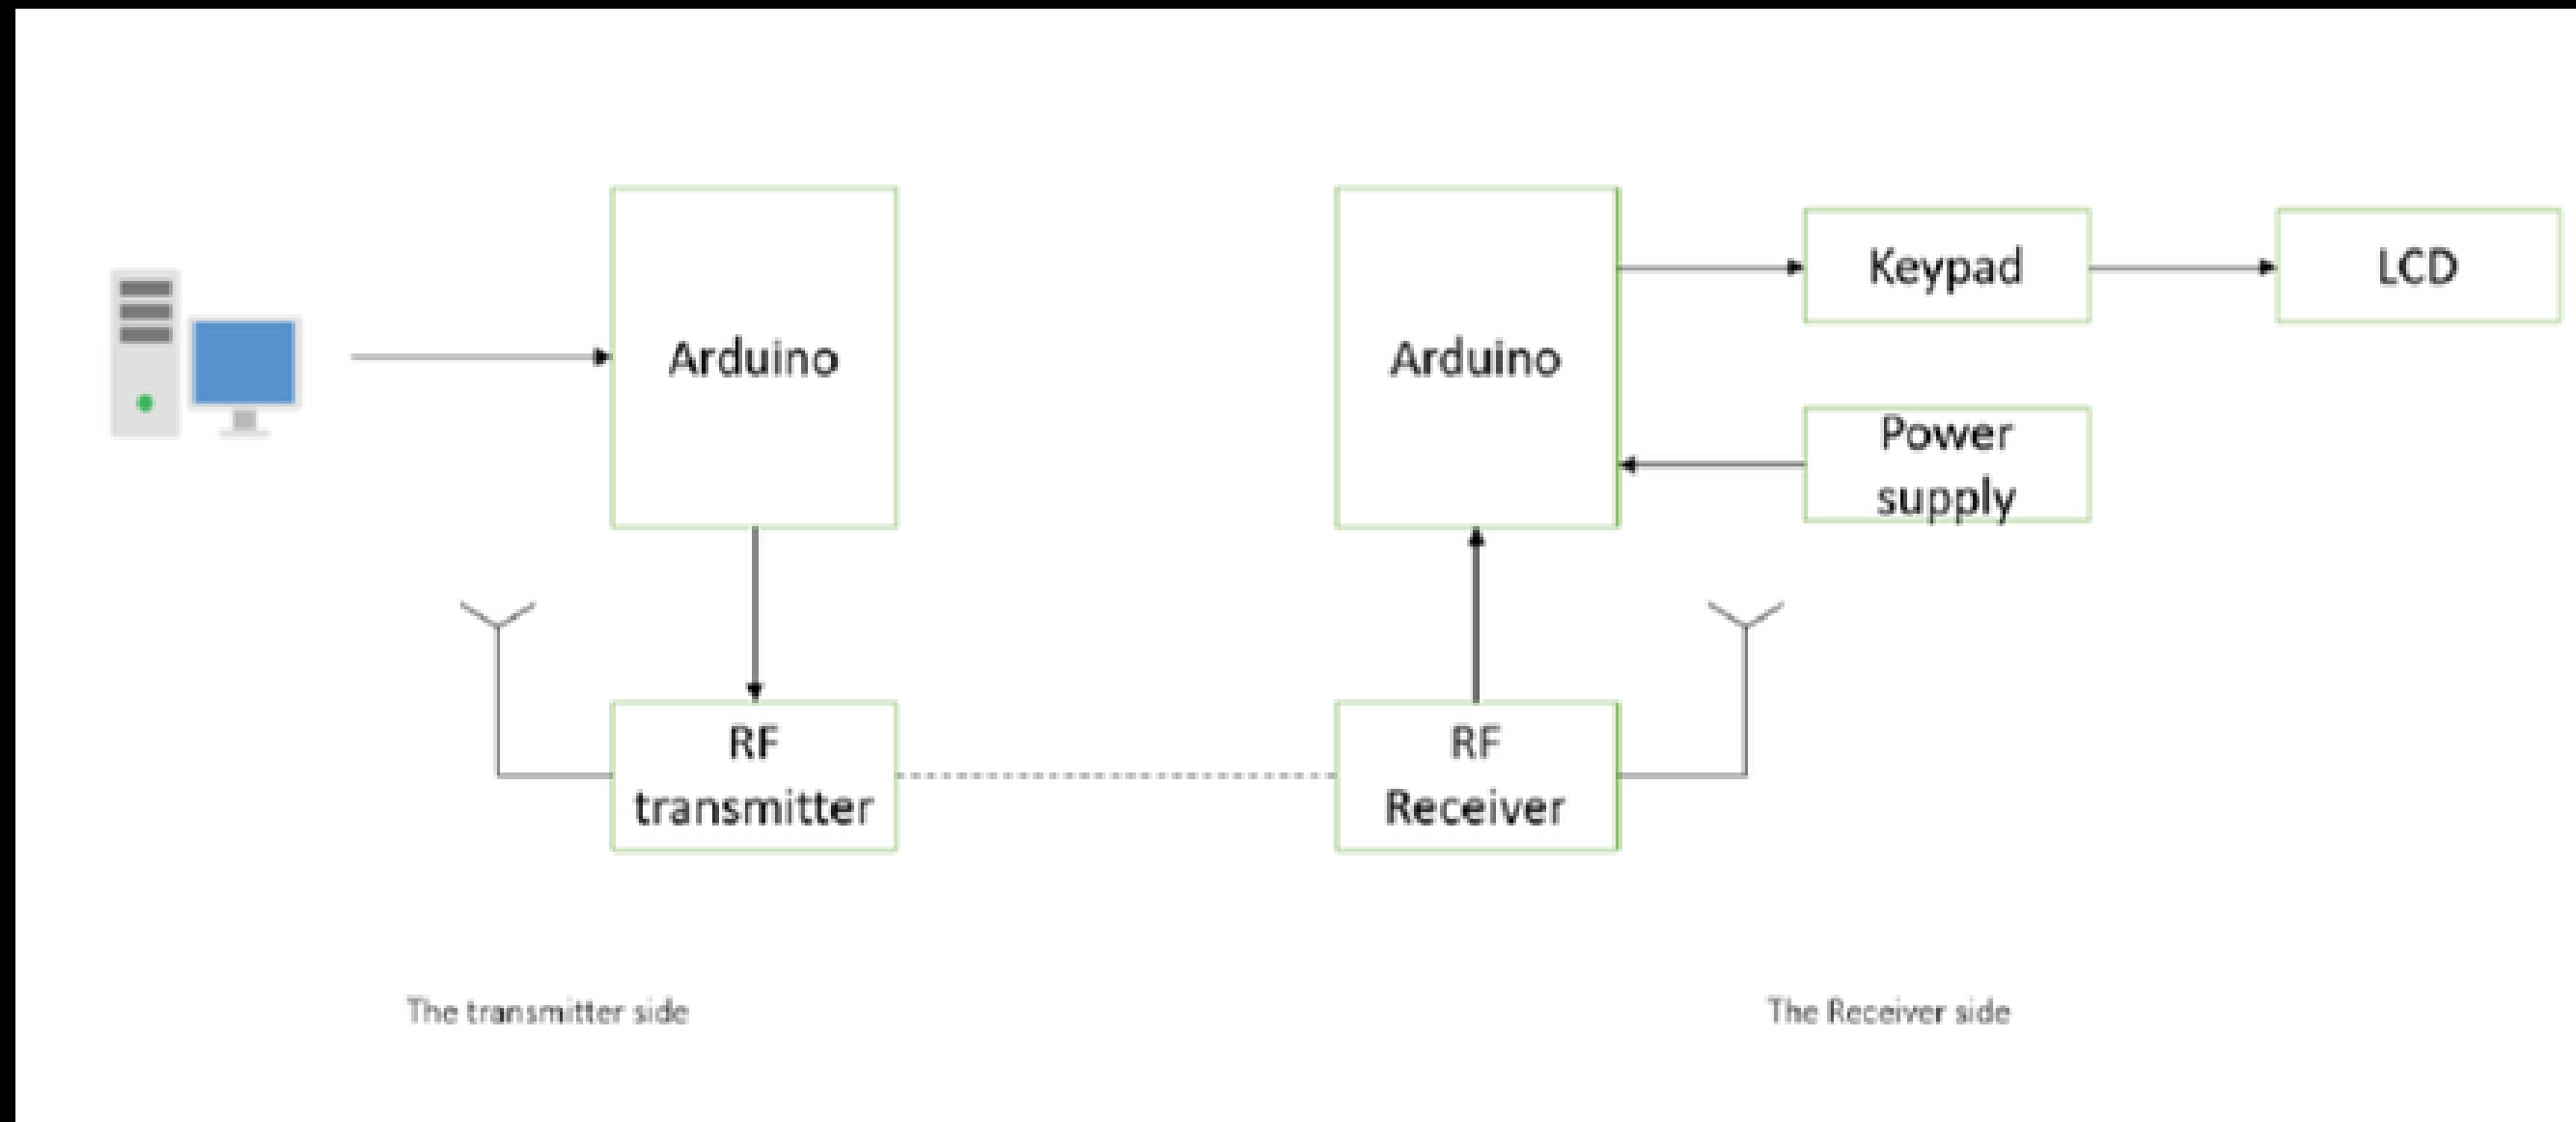 Arduino
Arduino
Keypad
LCD
Power
supply
RF
transmitter
RF
Receiver
The transmitter side
The Receiver side